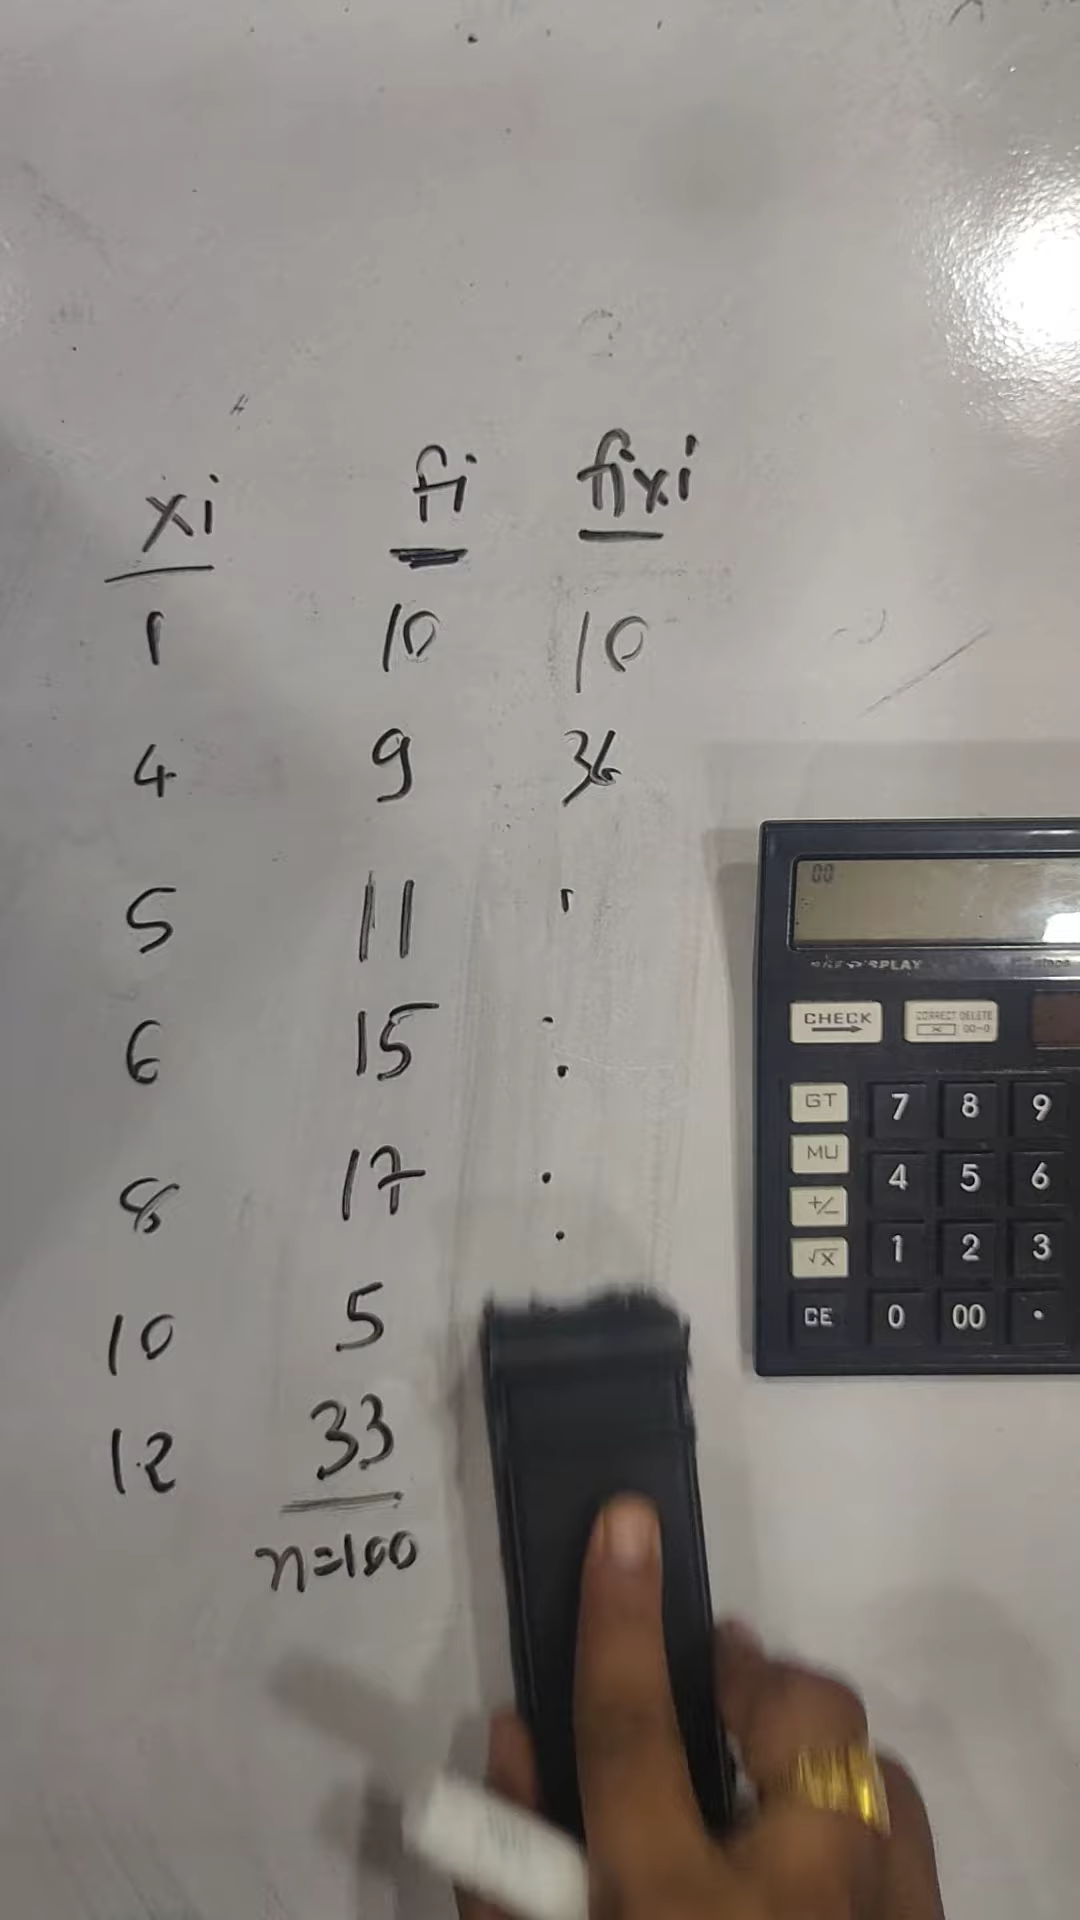 xi fi fixi
1 10 10
4 9 36
5 11
6 15
8 17
10 5
12 33
n=100
00
CHECK CORRECT DELETE
00→0
GT 7 8 9
MU 4 5 6
+/- 1 2 3
√x
CE 0 00 .